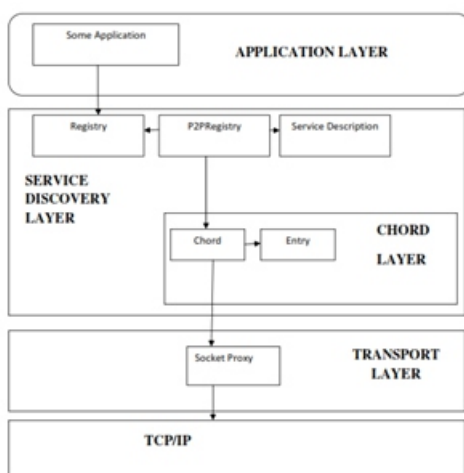 Some Application
APPLICATION LAYER
Registry
P2PRegistry
Service Description
SERVICE
DISCOVERY
LAYER
CHORD
LAYER
Chord
Entry
Socket Proxy
TRANSPORT
LAYER
TCP/IP